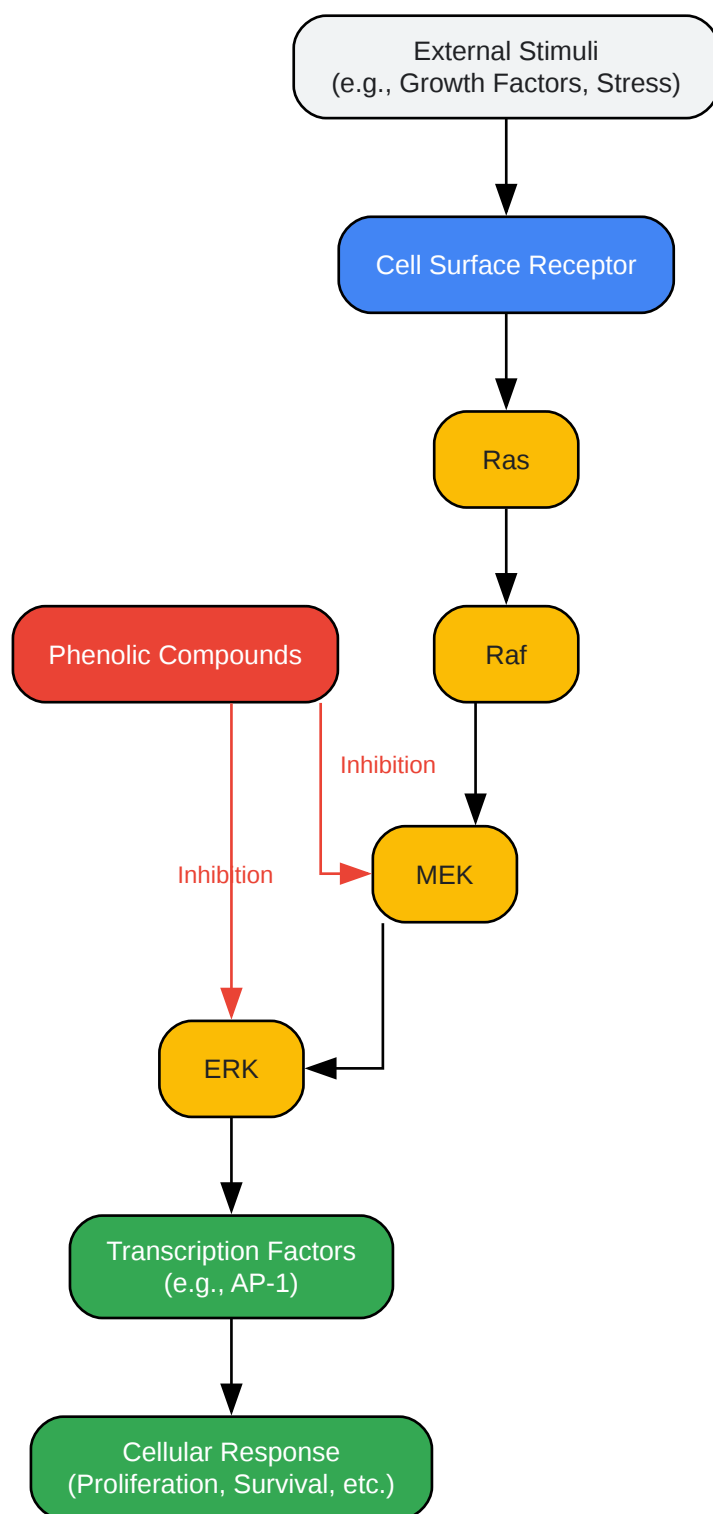 External Stimuli
(e.g., Growth Factors, Stress)
Cell Surface Receptor
Ras
Phenolic Compounds
Raf
Inhibition
Inhibition
MEK
ERK
Transcription Factors
(e.g., AP-1)
Cellular Response
(Proliferation, Survival, etc.)